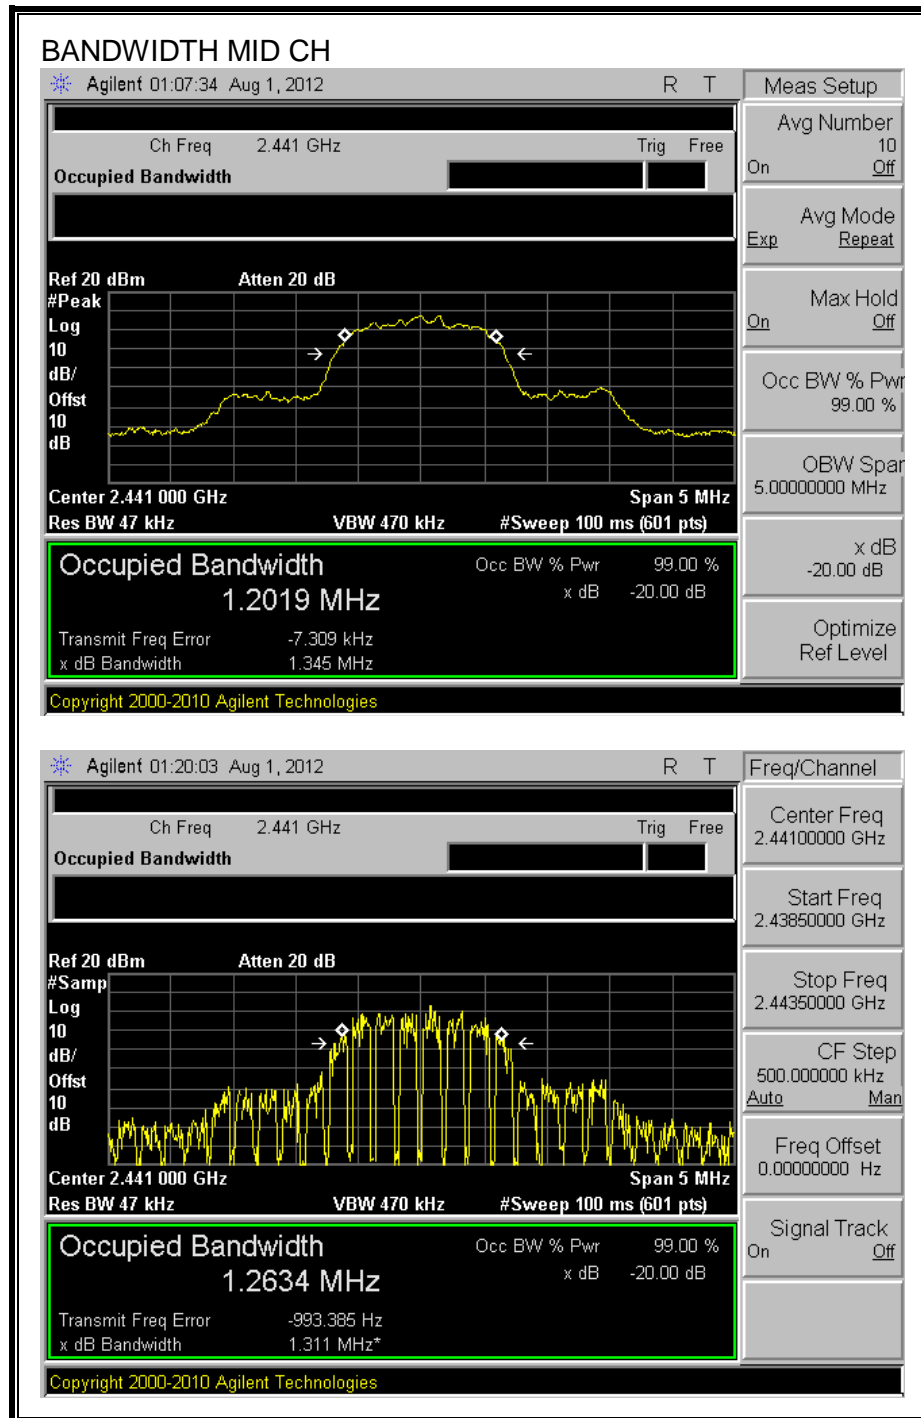 BANDWIDTH MID CH
Agilent 01:07:34 Aug 1, 2012 R T
Meas Setup
Ch Freq 2.441 GHz Trig Free
Occupied Bandwidth
Avg Number
10
On Off
Avg Mode
Exp Repeat
Max Hold
On Off
Occ BW % Pwr
99.00 %
OBW Span
5.00000000 MHz
x dB
-20.00 dB
Optimize
Ref Level
Ref 20 dBm Atten 20 dB
#Peak
Log
10
dB/
Offst
10
dB
Center 2.441 000 GHz Span 5 MHz
Res BW 47 kHz VBW 470 kHz #Sweep 100 ms (601 pts)
Occupied Bandwidth Occ BW % Pwr 99.00 %
1.2019 MHz x dB -20.00 dB
Transmit Freq Error -7.309 kHz
x dB Bandwidth 1.345 MHz
Copyright 2000-2010 Agilent Technologies
Agilent 01:20:03 Aug 1, 2012 R T
Freq/Channel
Ch Freq 2.441 GHz Trig Free
Occupied Bandwidth
Center Freq
2.44100000 GHz
Start Freq
2.43850000 GHz
Stop Freq
2.44350000 GHz
CF Step
500.000000 kHz
Auto Man
Freq Offset
0.00000000 Hz
Signal Track
On Off
Ref 20 dBm Atten 20 dB
#Samp
Log
10
dB/
Offst
10
dB
Center 2.441 000 GHz Span 5 MHz
Res BW 47 kHz VBW 470 kHz #Sweep 100 ms (601 pts)
Occupied Bandwidth Occ BW % Pwr 99.00 %
1.2634 MHz x dB -20.00 dB
Transmit Freq Error -993.385 Hz
x dB Bandwidth 1.311 MHz*
Copyright 2000-2010 Agilent Technologies